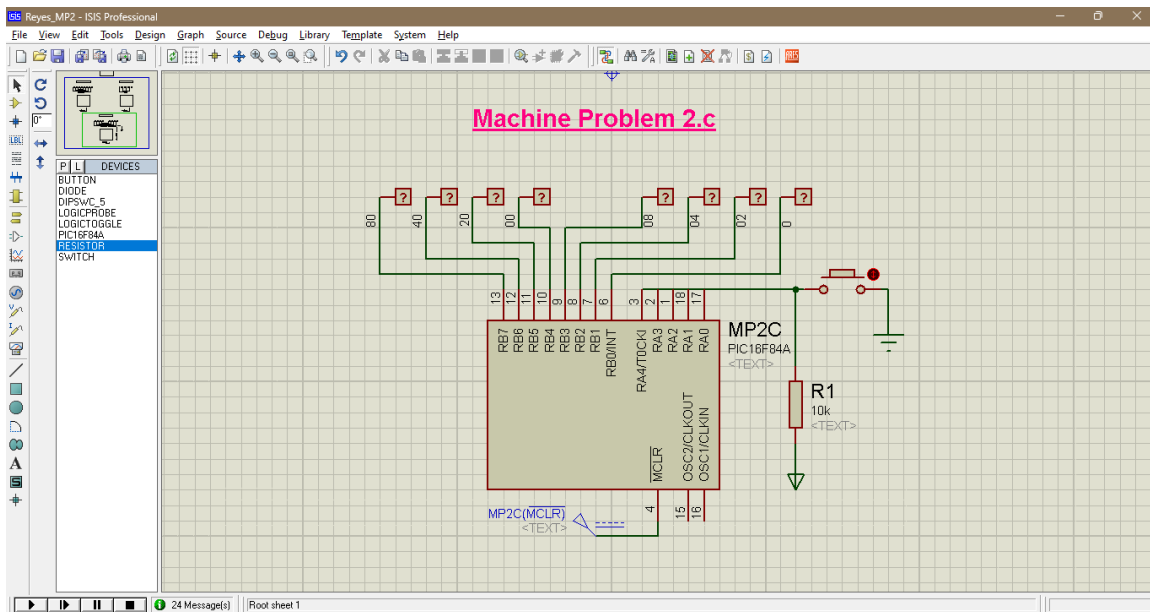 Reyes_MP2 - ISIS Professional
File View Edit Tools Design Graph Source Debug Library Template System Help
0°
LBL
A
S
P L DEVICES
BUTTON
DIODE
DIPSWC_5
LOGICPROBE
LOGICTOGGLE
PIC16F84A
RESISTOR
SWITCH
Machine Problem 2.c
? ? ? ? ? ? ? ?
80 40 20 00 08 04 02 0
13 12 11 10 9 8 7 6 3 2 1 18 17
RB7 RB6 RB5 RB4 RB3 RB2 RB1 RB0/INT RA4/T0CKI RA3 RA2 RA1 RA0
MP2C
PIC16F84A
<TEXT>
R1
10k
<TEXT>
MCLR OSC2/CLKOUT OSC1/CLKIN
4 15 16
MP2C(MCLR)
<TEXT>
24 Message(s) Root sheet 1